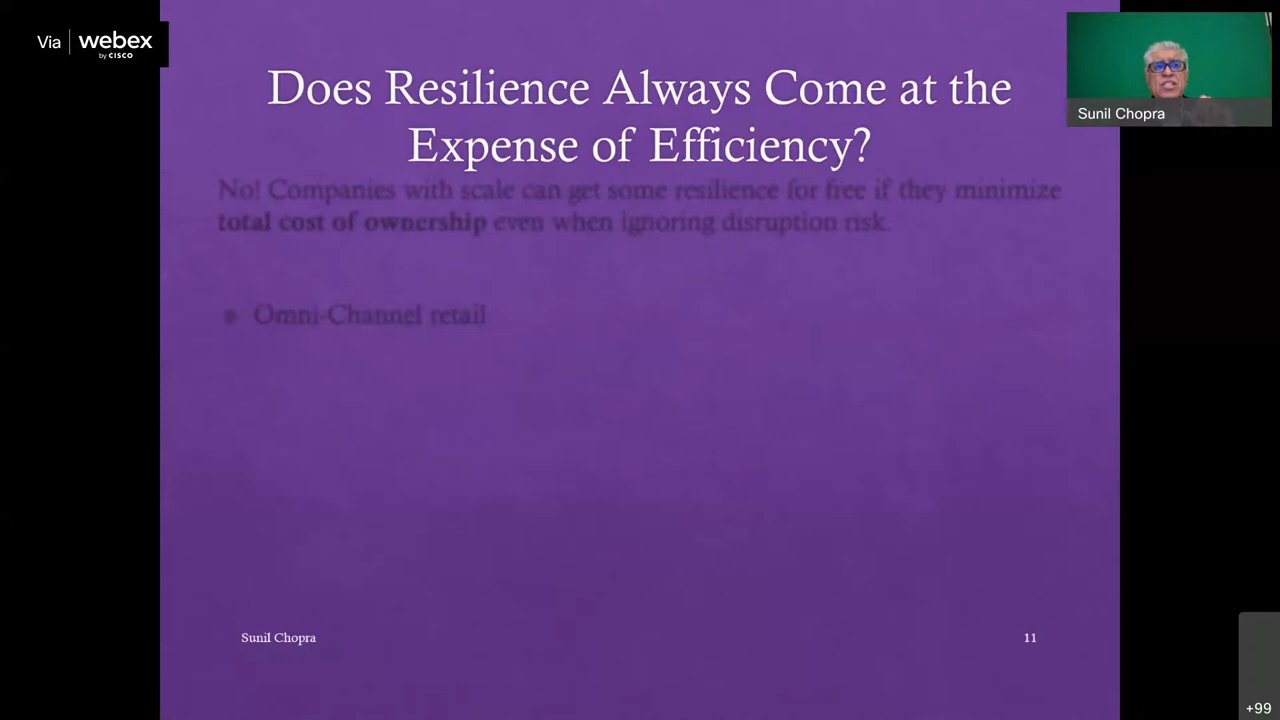 Via webex
by CISCO
Does Resilience Always Come at the
Expense of Efficiency?
Sunil Chopra
No! Companies with scale can get some resilience for free if they minimize
total cost of ownership even when ignoring disruption risk.
• Omni-Channel retail
Sunil Chopra
11
+99